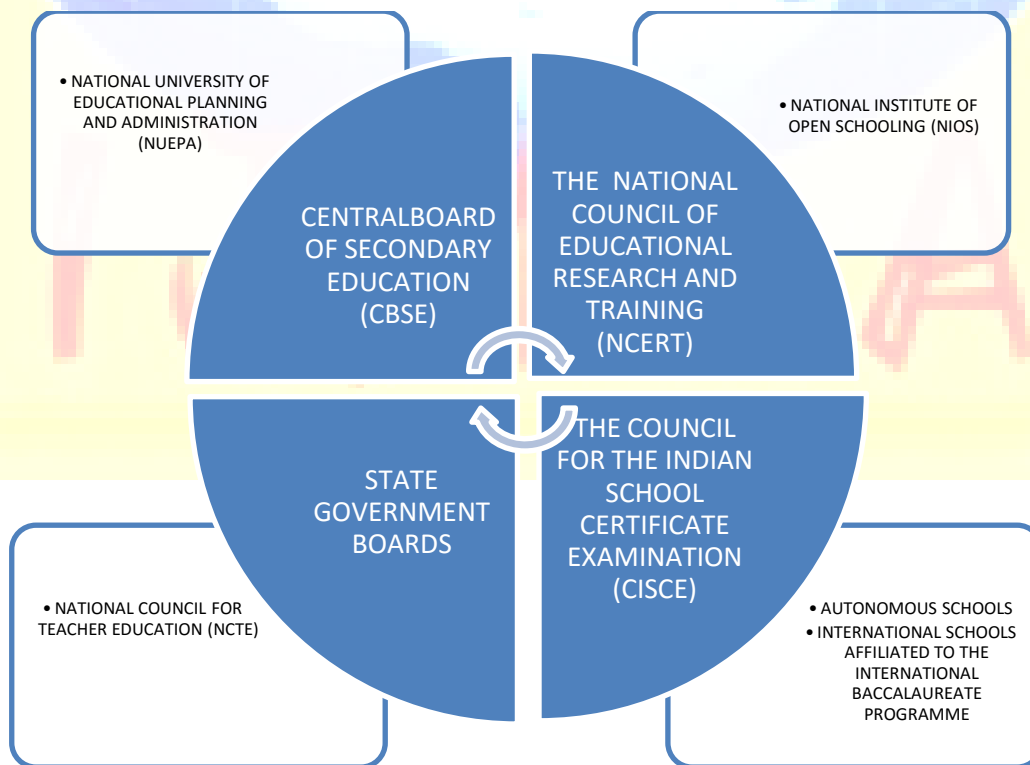 • NATIONAL UNIVERSITY OF
EDUCATIONAL PLANNING
AND ADMINISTRATION
(NUEPA)
• NATIONAL INSTITUTE OF
OPEN SCHOOLING (NIOS)
CENTRALBOARD
OF SECONDARY
EDUCATION
(CBSE)
THE NATIONAL
COUNCIL OF
EDUCATIONAL
RESEARCH AND
TRAINING
(NCERT)
STATE
GOVERNMENT
BOARDS
THE COUNCIL
FOR THE INDIAN
SCHOOL
CERTIFICATE
EXAMINATION
(CISCE)
• NATIONAL COUNCIL FOR
TEACHER EDUCATION (NCTE)
• AUTONOMOUS SCHOOLS
• INTERNATIONAL SCHOOLS
AFFILIATED TO THE
INTERNATIONAL
BACCALAUREATE
PROGRAMME